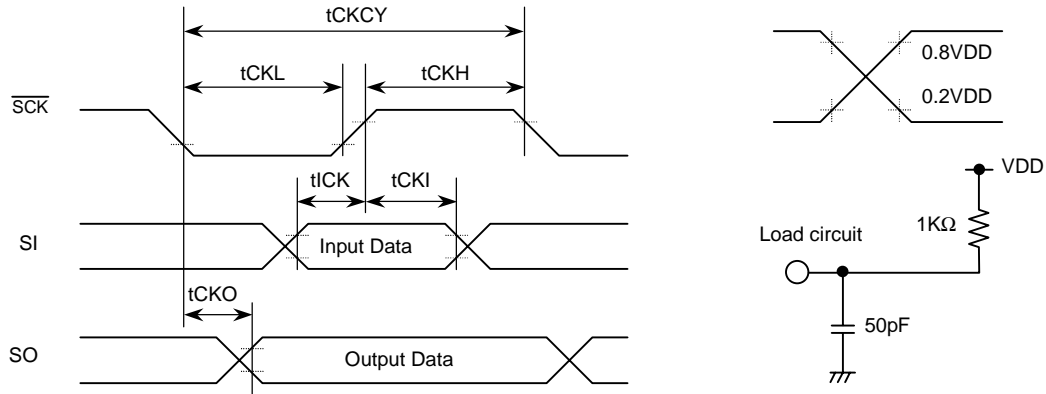 tCKCY
tCKL
tCKH
SCK
tICK
tCKI
SI
Input Data
tCKO
SO
Output Data
0.8VDD
0.2VDD
VDD
1KΩ
Load circuit
50pF